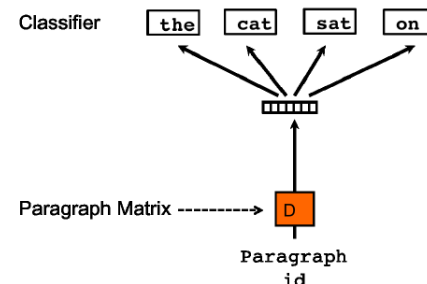 Classifier the cat sat on
Paragraph Matrix D
Paragraph
id